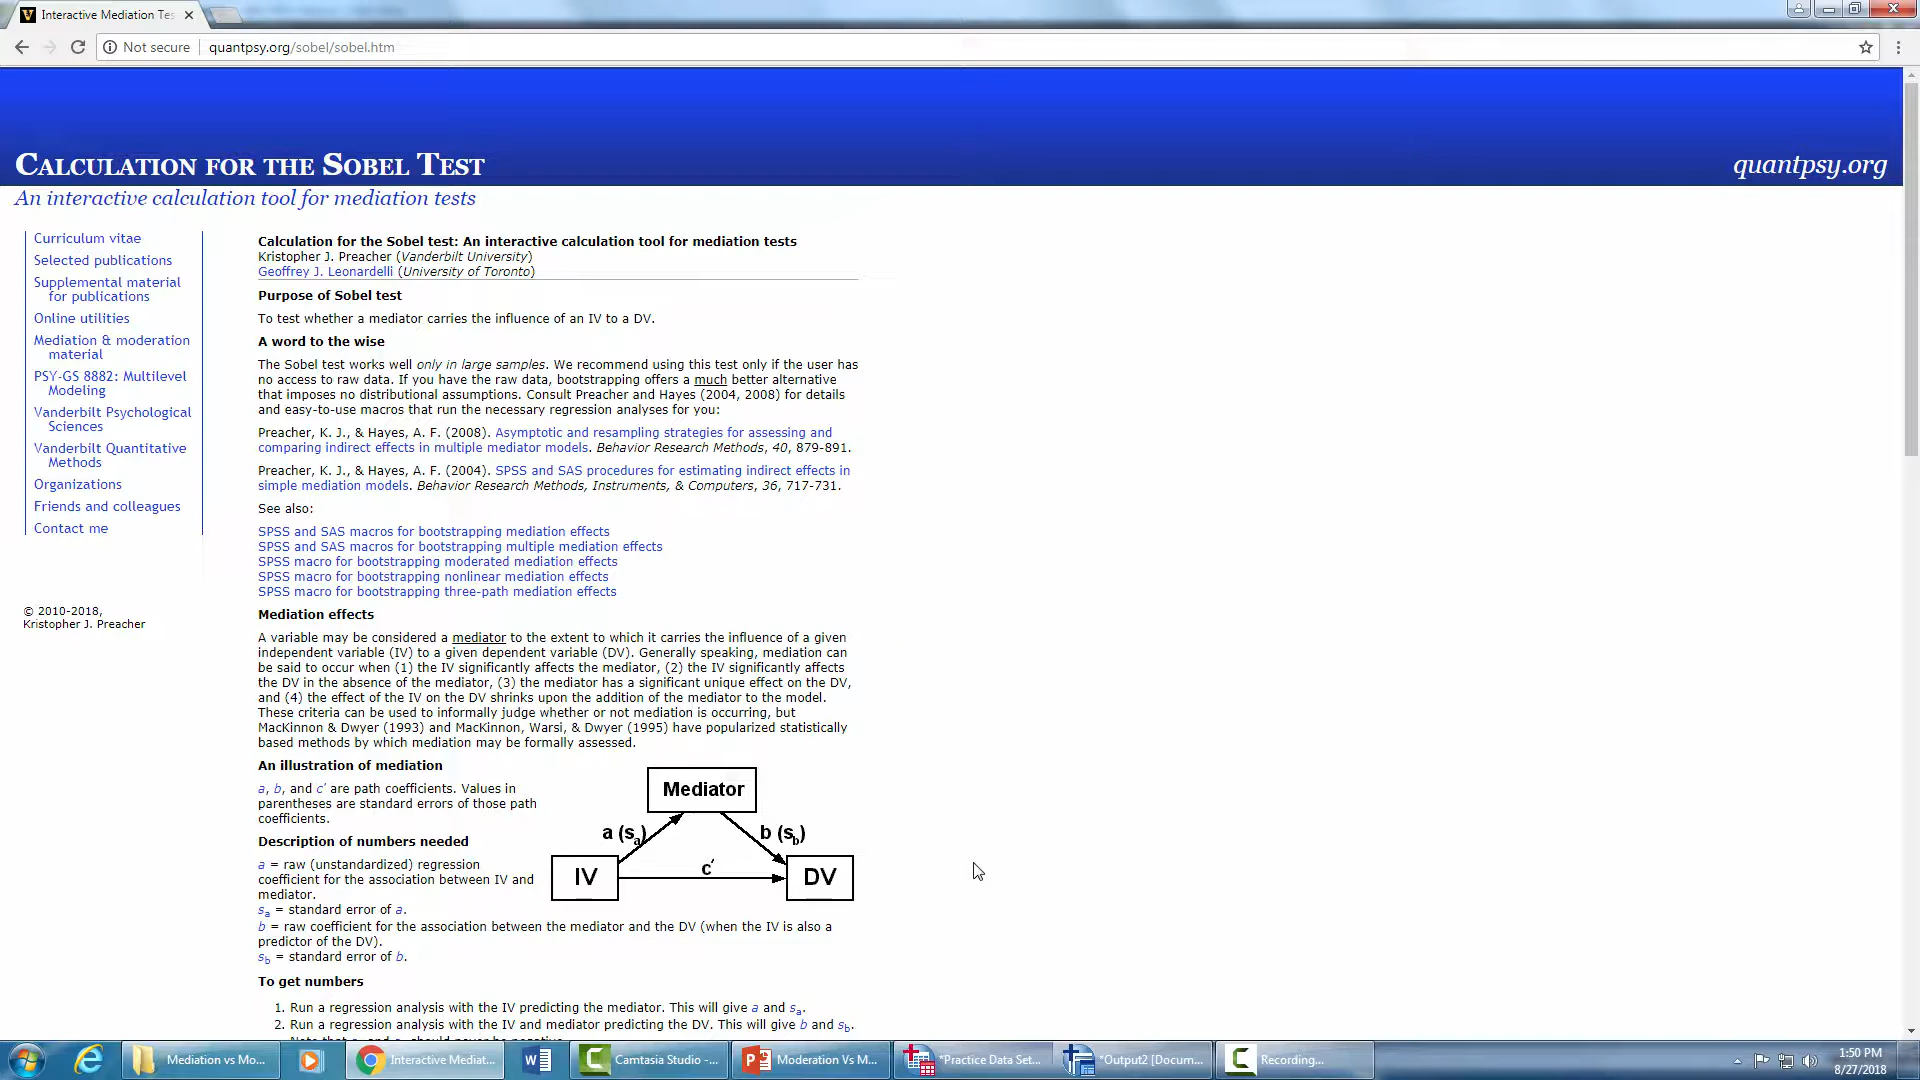 Interactive Mediation Tes
Not secure
quantpsy.org/sobel/sobel.htm
CALCULATION FOR THE SOBEL TEST
quantpsy.org
An interactive calculation tool for mediation tests
Curriculum vitae
Selected publications
Supplemental material
for publications
Online utilities
Mediation & moderation
material
PSY-GS 8882: Multilevel
Modeling
Vanderbilt Psychological
Sciences
Vanderbilt Quantitative
Methods
Organizations
Friends and colleagues
Contact me
© 2010-2018,
Kristopher J. Preacher
Calculation for the Sobel test: An interactive calculation tool for mediation tests
Kristopher J. Preacher (Vanderbilt University)
Geoffrey J. Leonardelli (University of Toronto)
Purpose of Sobel test
To test whether a mediator carries the influence of an IV to a DV.
A word to the wise
The Sobel test works well only in large samples. We recommend using this test only if the user has
no access to raw data. If you have the raw data, bootstrapping offers a much better alternative
that imposes no distributional assumptions. Consult Preacher and Hayes (2004, 2008) for details
and easy-to-use macros that run the necessary regression analyses for you:
Preacher, K. J., & Hayes, A. F. (2008). Asymptotic and resampling strategies for assessing and
comparing indirect effects in multiple mediator models. Behavior Research Methods, 40, 879-891.
Preacher, K. J., & Hayes, A. F. (2004). SPSS and SAS procedures for estimating indirect effects in
simple mediation models. Behavior Research Methods, Instruments, & Computers, 36, 717-731.
See also:
SPSS and SAS macros for bootstrapping mediation effects
SPSS and SAS macros for bootstrapping multiple mediation effects
SPSS macro for bootstrapping moderated mediation effects
SPSS macro for bootstrapping nonlinear mediation effects
SPSS macro for bootstrapping three-path mediation effects
Mediation effects
A variable may be considered a mediator to the extent to which it carries the influence of a given
independent variable (IV) to a given dependent variable (DV). Generally speaking, mediation can
be said to occur when (1) the IV significantly affects the mediator, (2) the IV significantly affects
the DV in the absence of the mediator, (3) the mediator has a significant unique effect on the DV,
and (4) the effect of the IV on the DV shrinks upon the addition of the mediator to the model.
These criteria can be used to informally judge whether or not mediation is occurring, but
MacKinnon & Dwyer (1993) and MacKinnon, Warsi, & Dwyer (1995) have popularized statistically
based methods by which mediation may be formally assessed.
An illustration of mediation
a, b, and c′ are path coefficients. Values in
parentheses are standard errors of those path
coefficients.
Mediator
a (sa)
b (sb)
c′
IV
DV
Description of numbers needed
a = raw (unstandardized) regression
coefficient for the association between IV and
mediator.
sa = standard error of a.
b = raw coefficient for the association between the mediator and the DV (when the IV is also a
predictor of the DV).
sb = standard error of b.
To get numbers
1. Run a regression analysis with the IV predicting the mediator. This will give a and sa.
2. Run a regression analysis with the IV and mediator predicting the DV. This will give b and sb.
Mediation vs Mo...
Interactive Mediat...
Camtasia Studio -...
Moderation Vs M...
*Practice Data Set...
*Output2 [Docum...
Recording...
1:50 PM
8/27/2018